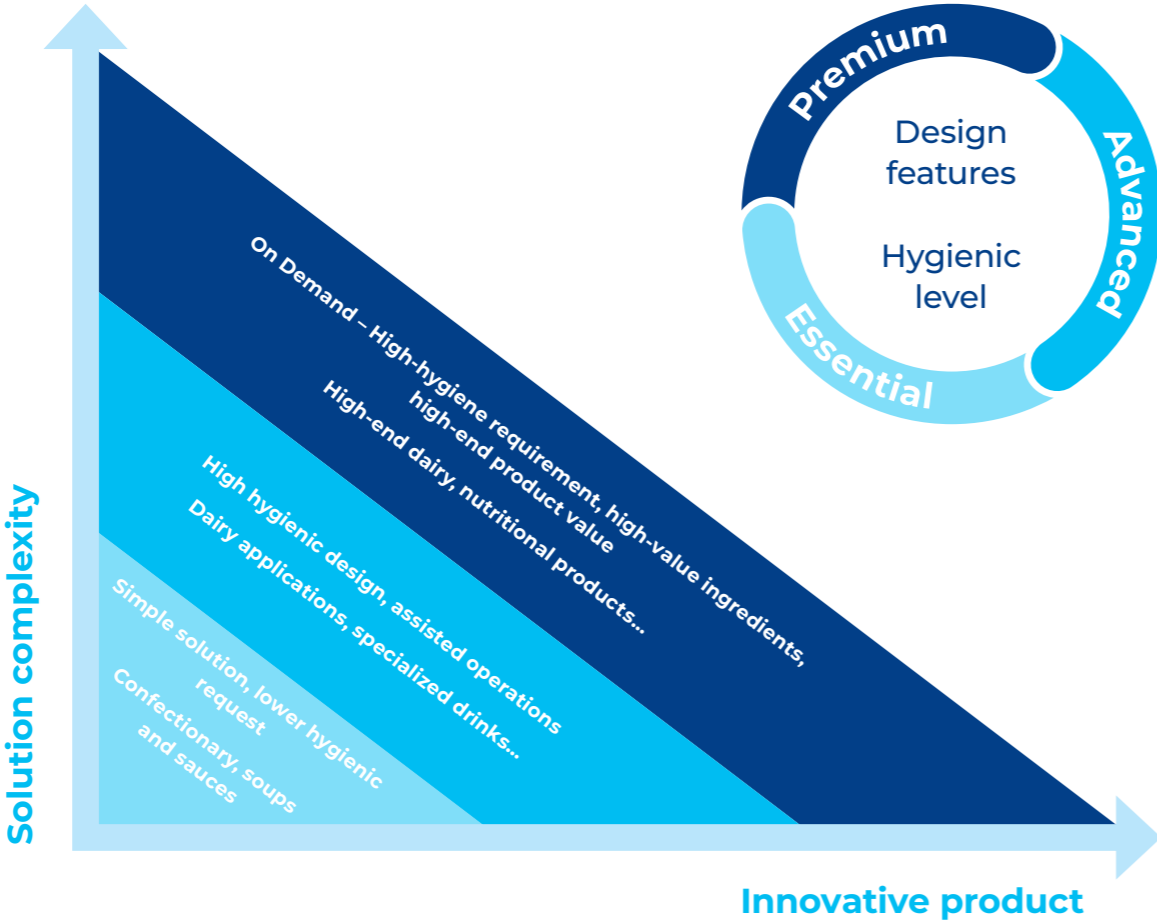 Premium
Advanced
Essential
Design
features
Hygienic
level
On Demand – High-hygiene requirement, high-value ingredients,
high-end product value
High-end dairy, nutritional products...
High hygienic design, assisted operations
Dairy applications, specialized drinks...
Simple solution, lower hygienic
request
Confectionary, soups
and sauces
Solution complexity
Innovative product